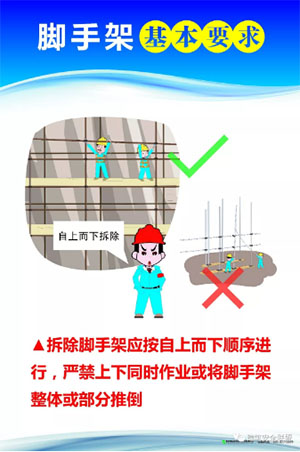 脚手架基本要求
自上而下拆除
▲拆除脚手架应按自上而下顺序进
行，严禁上下同时作业或将脚手架
整体或部分推倒